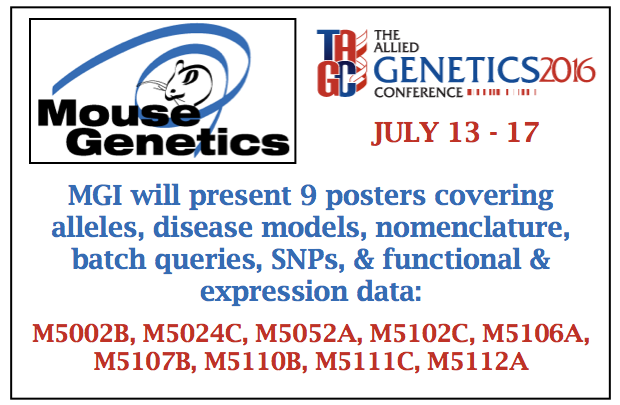 Mouse
Genetics
TAGC
THE
ALLIED
GENETICS2016
CONFERENCE
JULY 13 - 17
MGI will present 9 posters covering
alleles, disease models, nomenclature,
batch queries, SNPs, & functional &
expression data:
M5002B, M5024C, M5052A, M5102C, M5106A,
M5107B, M5110B, M5111C, M5112A